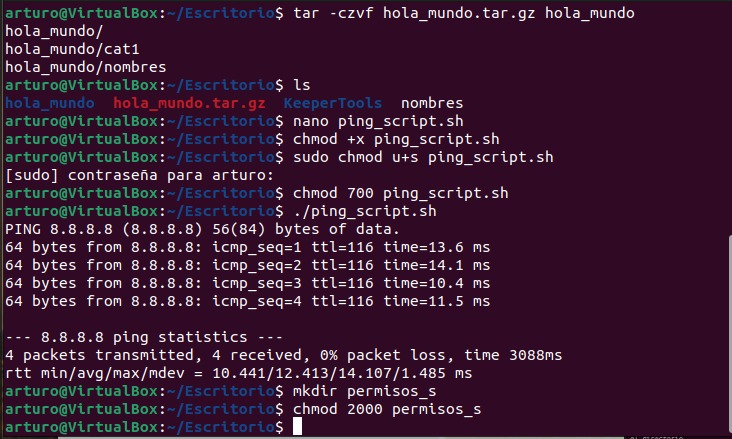 arturo@VirtualBox:~/Escritorio$ tar -czvf hola_mundo.tar.gz hola_mundo
hola_mundo/
hola_mundo/cat1
hola_mundo/nombres
arturo@VirtualBox:~/Escritorio$ ls
hola_mundo  hola_mundo.tar.gz  KeeperTools  nombres
arturo@VirtualBox:~/Escritorio$ nano ping_script.sh
arturo@VirtualBox:~/Escritorio$ chmod +x ping_script.sh
arturo@VirtualBox:~/Escritorio$ sudo chmod u+s ping_script.sh
[sudo] contraseña para arturo:
arturo@VirtualBox:~/Escritorio$ chmod 700 ping_script.sh
arturo@VirtualBox:~/Escritorio$ ./ping_script.sh
PING 8.8.8.8 (8.8.8.8) 56(84) bytes of data.
64 bytes from 8.8.8.8: icmp_seq=1 ttl=116 time=13.6 ms
64 bytes from 8.8.8.8: icmp_seq=2 ttl=116 time=14.1 ms
64 bytes from 8.8.8.8: icmp_seq=3 ttl=116 time=10.4 ms
64 bytes from 8.8.8.8: icmp_seq=4 ttl=116 time=11.5 ms
--- 8.8.8.8 ping statistics ---
4 packets transmitted, 4 received, 0% packet loss, time 3088ms
rtt min/avg/max/mdev = 10.441/12.413/14.107/1.485 ms
arturo@VirtualBox:~/Escritorio$ mkdir permisos_s
arturo@VirtualBox:~/Escritorio$ chmod 2000 permisos_s
arturo@VirtualBox:~/Escritorio$